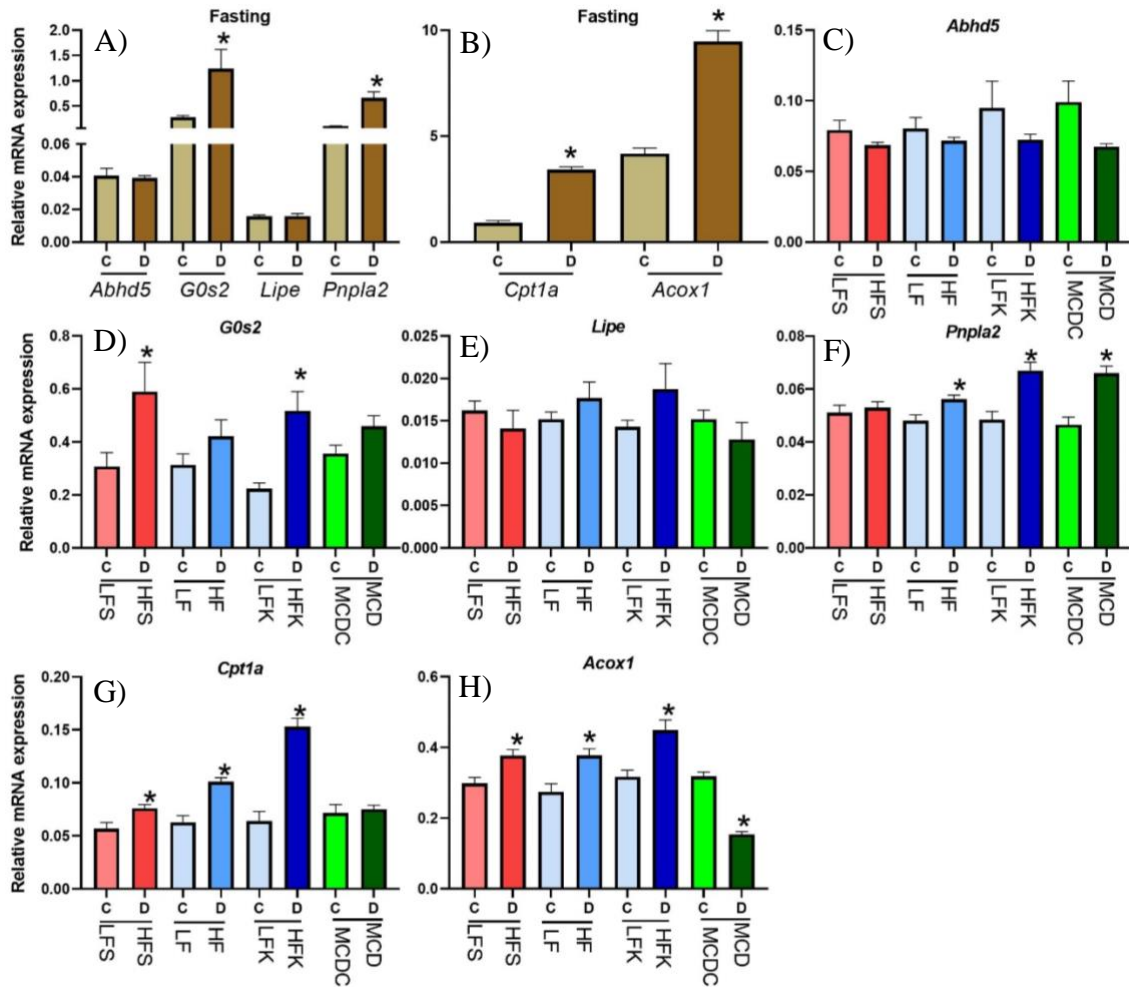 A)
Fasting
Relative mRNA expression
2.0
1.5
1.0
0.5
0.06
0.04
0.02
0.00
* *
C D C D C D C D
Abhd5 G0s2 Lipe Pnpla2
B)
Fasting
10
5
0
* *
C D C D
Cpt1a Acox1
C)
Abhd5
0.15
0.10
0.05
0.00
C D C D C D C D
LFS HFS LF HF LFK HFK MCDC MCD
D)
G0s2
Relative mRNA expression
0.8
0.6
0.4
0.2
0.0
* *
C D C D C D C D
LFS HFS LF HF LFK HFK MCDC MCD
E)
Lipe
0.025
0.020
0.015
0.010
0.005
0.000
C D C D C D C D
LFS HFS LF HF LFK HFK MCDC MCD
F)
Pnpla2
0.08
0.06
0.04
0.02
0.00
* * *
C D C D C D C D
LFS HFS LF HF LFK HFK MCDC MCD
G)
Cpt1a
Relative mRNA expression
0.20
0.15
0.10
0.05
0.00
* * *
C D C D C D C D
LFS HFS LF HF LFK HFK MCDC MCD
H)
Acox1
0.6
0.4
0.2
0.0
* * * *
C D C D C D C D
LFS HFS LF HF LFK HFK MCDC MCD